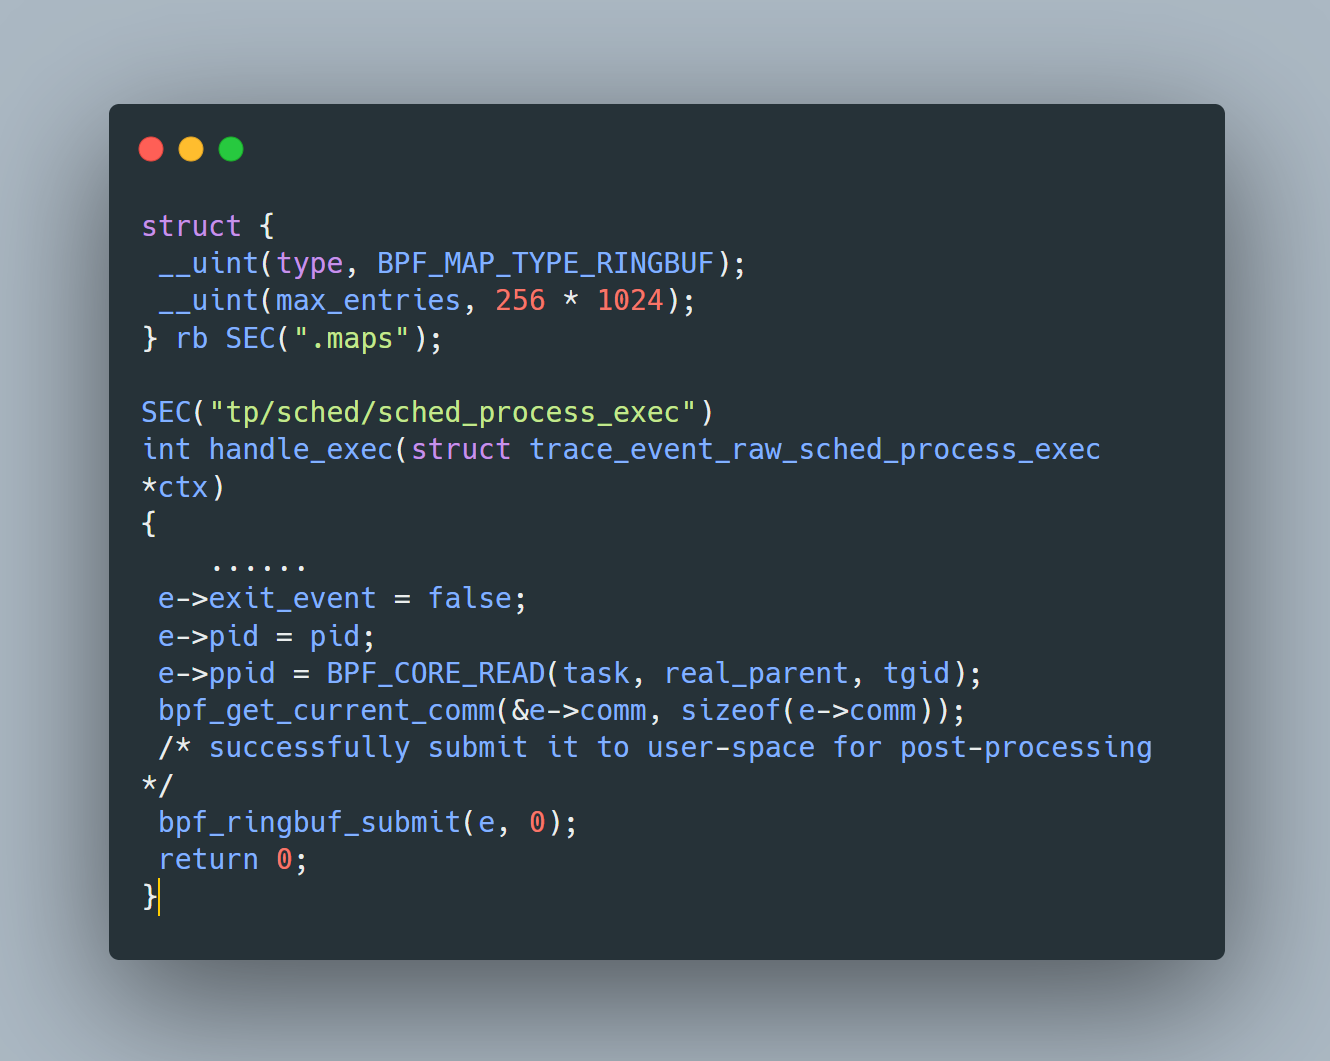 struct {
 __uint(type, BPF_MAP_TYPE_RINGBUF);
 __uint(max_entries, 256 * 1024);
} rb SEC(".maps");

SEC("tp/sched/sched_process_exec")
int handle_exec(struct trace_event_raw_sched_process_exec
*ctx)
{
    ......
 e->exit_event = false;
 e->pid = pid;
 e->ppid = BPF_CORE_READ(task, real_parent, tgid);
 bpf_get_current_comm(&e->comm, sizeof(e->comm));
 /* successfully submit it to user-space for post-processing
*/
 bpf_ringbuf_submit(e, 0);
 return 0;
}